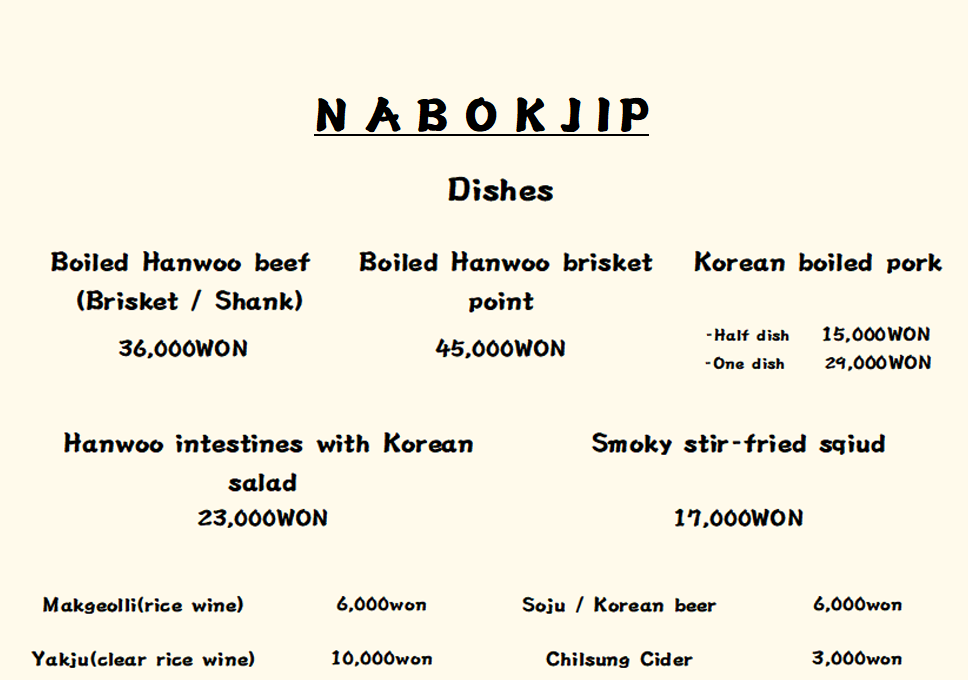 NABOKJIP
Dishes
Boiled Hanwoo beef
(Brisket / Shank)
36,000WON
Boiled Hanwoo brisket
point
45,000WON
Korean boiled pork
-Half dish 15,000WON
-One dish 29,000WON
Hanwoo intestines with Korean
salad
23,000WON
Smoky stir-fried sqiud
17,000WON
Makgeolli(rice wine) 6,000won
Soju / Korean beer 6,000won
Yakju(clear rice wine) 10,000won
Chilsung Cider 3,000won